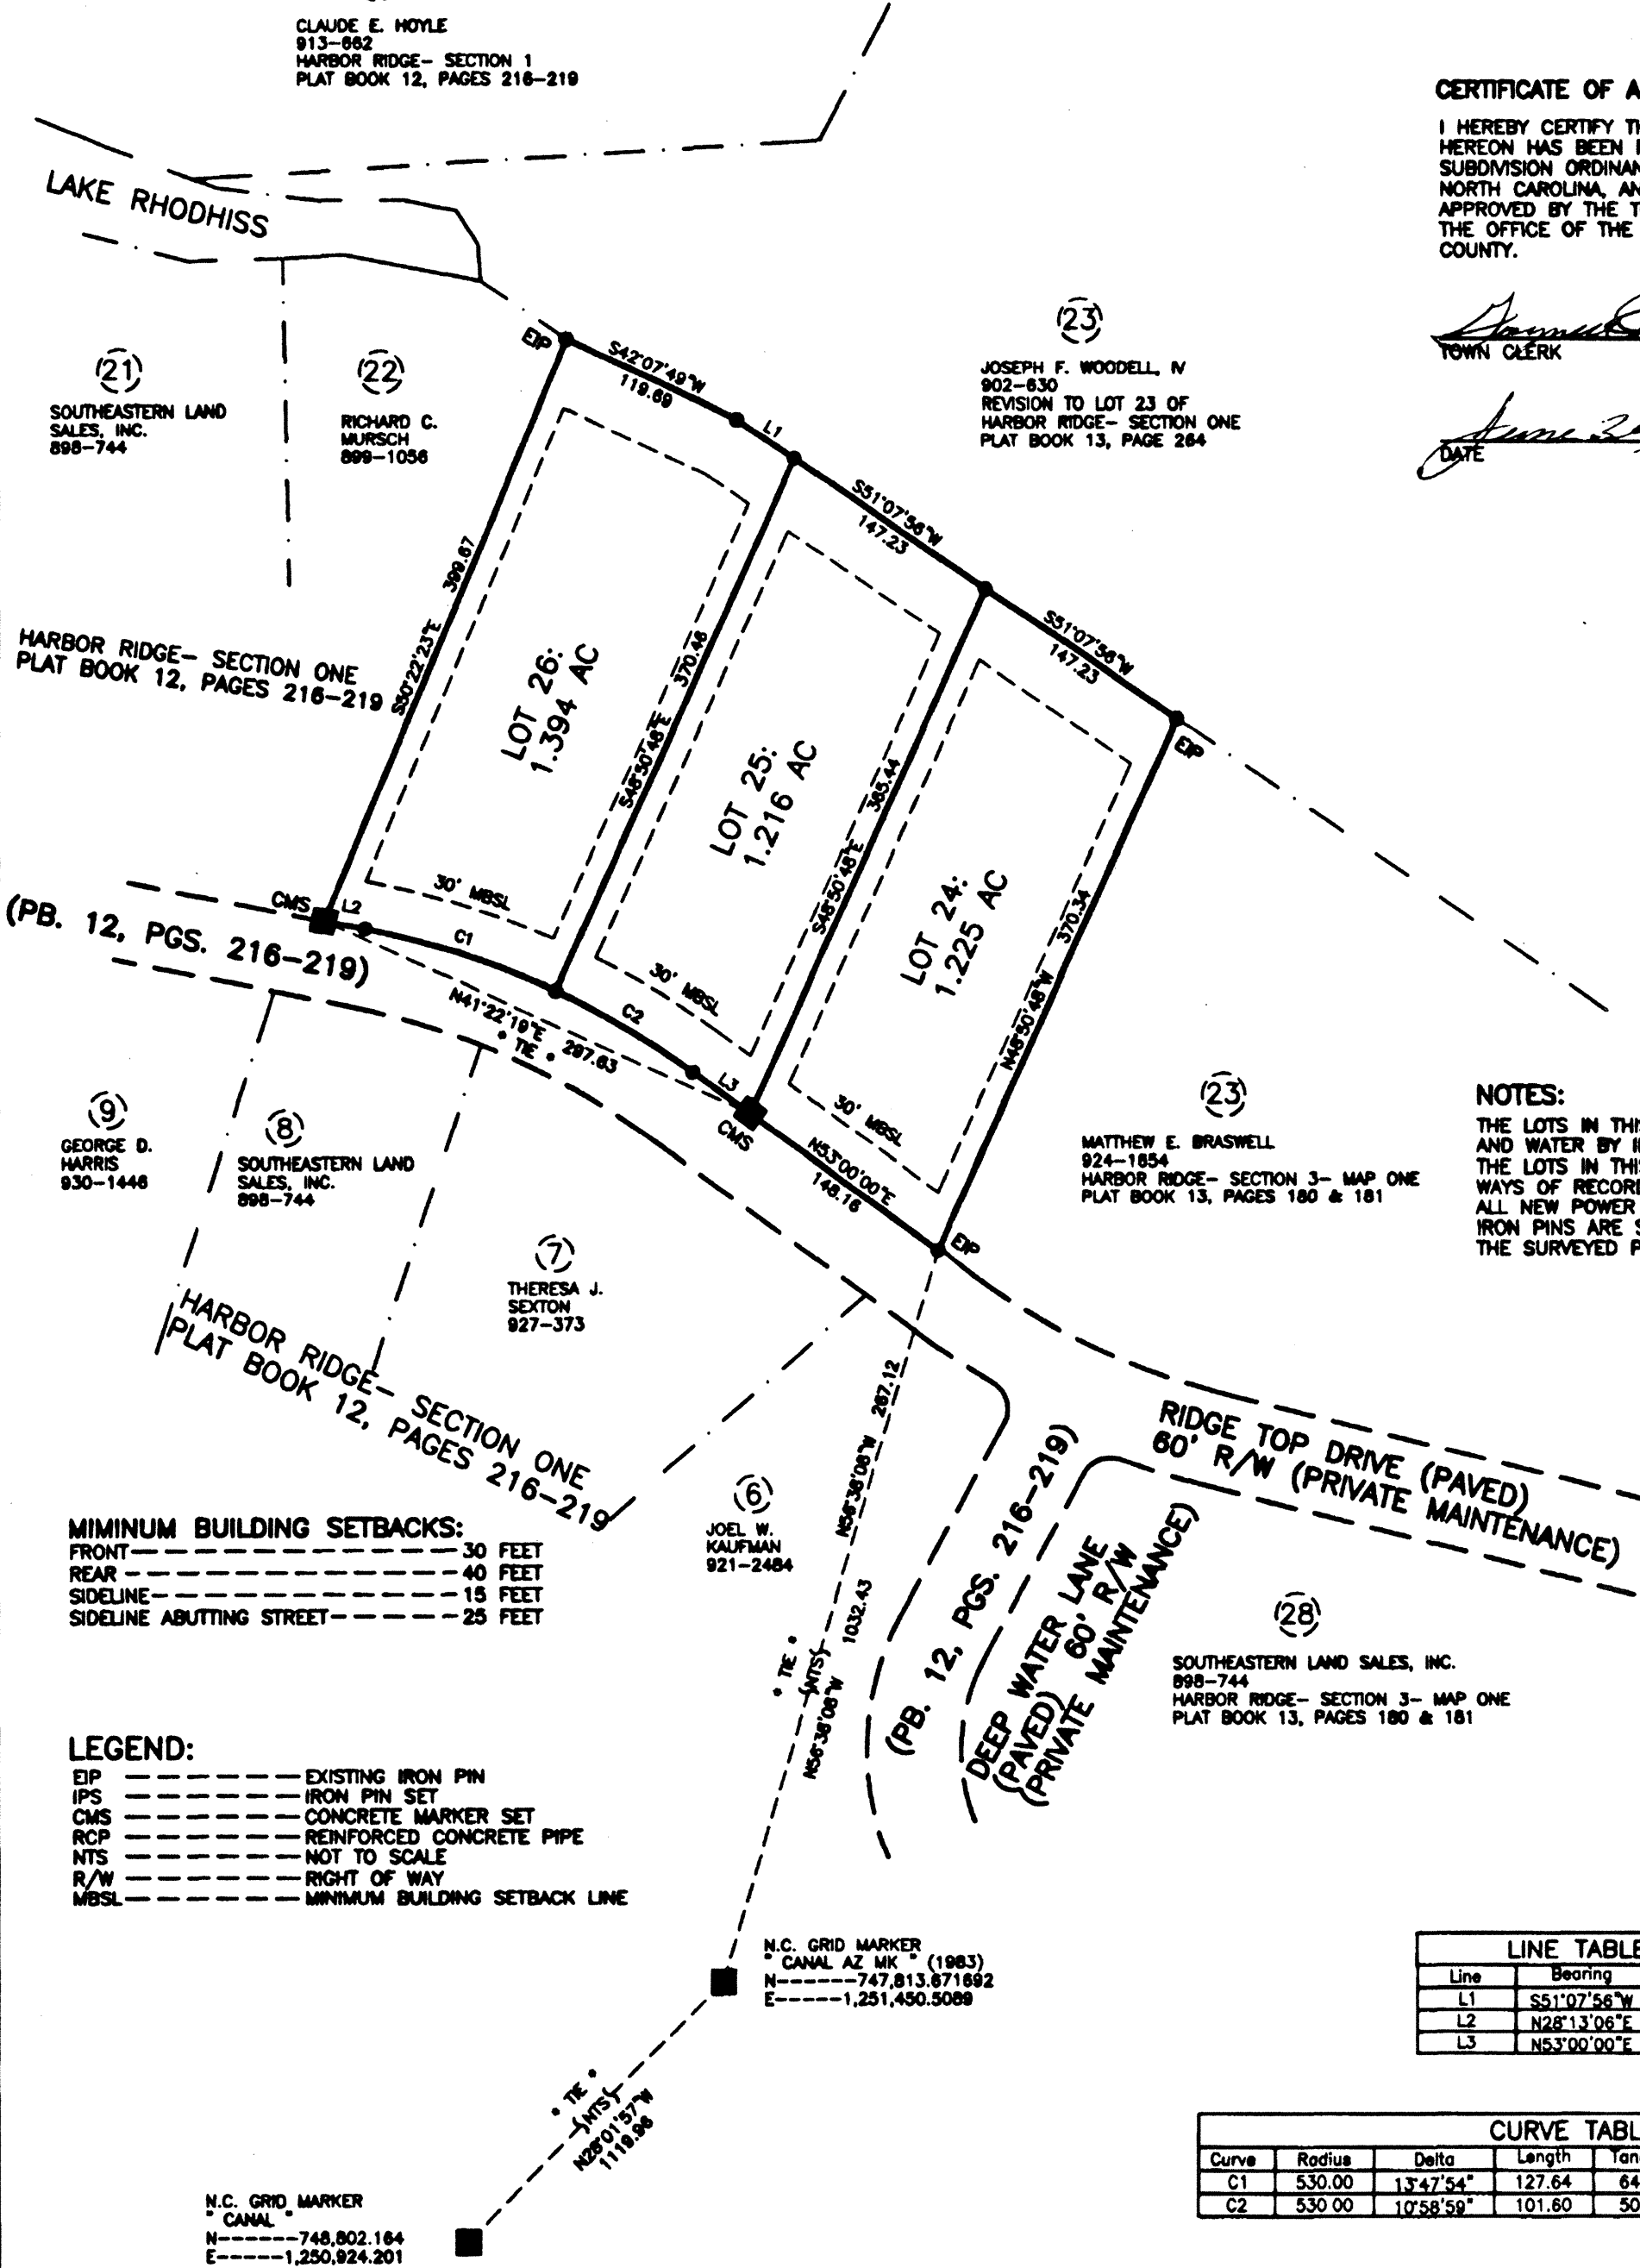 CLAUDE E. HOYLE
913-662
HARBOR RIDGE- SECTION 1
PLAT BOOK 12, PAGES 216-219
CERTIFICATE OF A
I HEREBY CERTIFY TH
HEREON HAS BEEN
SUBDIVISION ORDINAN
NORTH CAROLINA, AN
APPROVED BY THE T
THE OFFICE OF THE
COUNTY.
TOWN CLERK
June
DATE
LAKE RHODHISS
21
SOUTHEASTERN LAND
SALES, INC.
898-744
22
RICHARD C.
MURSCH
899-1056
23
JOSEPH F. WOODELL, IV
902-630
REVISION TO LOT 23 OF
HARBOR RIDGE- SECTION ONE
PLAT BOOK 13, PAGE 264
EIP
S42°07'49"W
119.69
L1
S51°07'56"W
147.23
S51°07'56"W
147.23
EIP
S50°22'23"E 399.67
LOT 26:
1.394 AC
S48°50'48"E 370.46
LOT 25:
1.216 AC
S48°50'48"E 365.44
LOT 24:
1.225 AC
N48°50'48"W 370.34
HARBOR RIDGE- SECTION ONE
PLAT BOOK 12, PAGES 216-219
CMS
L2
C1
30' MBSL
30' MBSL
30' MBSL
(PB. 12, PGS. 216-219)
N41°22'19"E 297.63
* TIE *
C2
L3
CMS
N53°00'00"E
146.16
EIP
9
GEORGE D.
HARRIS
930-1446
8
SOUTHEASTERN LAND
SALES, INC.
898-744
7
THERESA J.
SEXTON
927-373
23
MATTHEW E. BRASWELL
924-1654
HARBOR RIDGE- SECTION 3- MAP ONE
PLAT BOOK 13, PAGES 180 & 181
NOTES:
THE LOTS IN THI
AND WATER BY I
THE LOTS IN THI
WAYS OF RECOR
ALL NEW POWER
IRON PINS ARE S
THE SURVEYED P
HARBOR RIDGE- SECTION ONE
PLAT BOOK 12, PAGES 216-219
RIDGE TOP DRIVE (PAVED)
60' R/W (PRIVATE MAINTENANCE)
N56°36'08"W 267.12
6
JOEL W.
KAUFMAN
921-2484
(PB. 12, PGS. 216-219)
DEEP WATER LANE
(PAVED) 60' R/W
(PRIVATE MAINTENANCE)
MIMINUM BUILDING SETBACKS:
FRONT---------------30 FEET
REAR---------------40 FEET
SIDELINE--------------15 FEET
SIDELINE ABUTTING STREET-----25 FEET
* TIE *
(NTS)
N56°36'08"W 1032.43
28
SOUTHEASTERN LAND SALES, INC.
898-744
HARBOR RIDGE- SECTION 3- MAP ONE
PLAT BOOK 13, PAGES 180 & 181
LEGEND:
EIP -------EXISTING IRON PIN
IPS -------IRON PIN SET
CMS -------CONCRETE MARKER SET
RCP -------REINFORCED CONCRETE PIPE
NTS -------NOT TO SCALE
R/W -------RIGHT OF WAY
MBSL-------MINIMUM BUILDING SETBACK LINE
N.C. GRID MARKER
" CANAL AZ MK " (1983)
N------747,813.671692
E-----1,251,450.5089
* TIE *
(NTS)
N28°01'57"W
1119.96
N.C. GRID MARKER
" CANAL "
N------748,802.164
E-----1,250,924.201
LINE TABLE
Line Bearing
L1 S51°07'56"W
L2 N28°13'06"E
L3 N53°00'00"E
CURVE TABL
Curve Radius Delta Length Tan
C1 530.00 13°47'54" 127.64 64
C2 530.00 10°58'59" 101.60 50